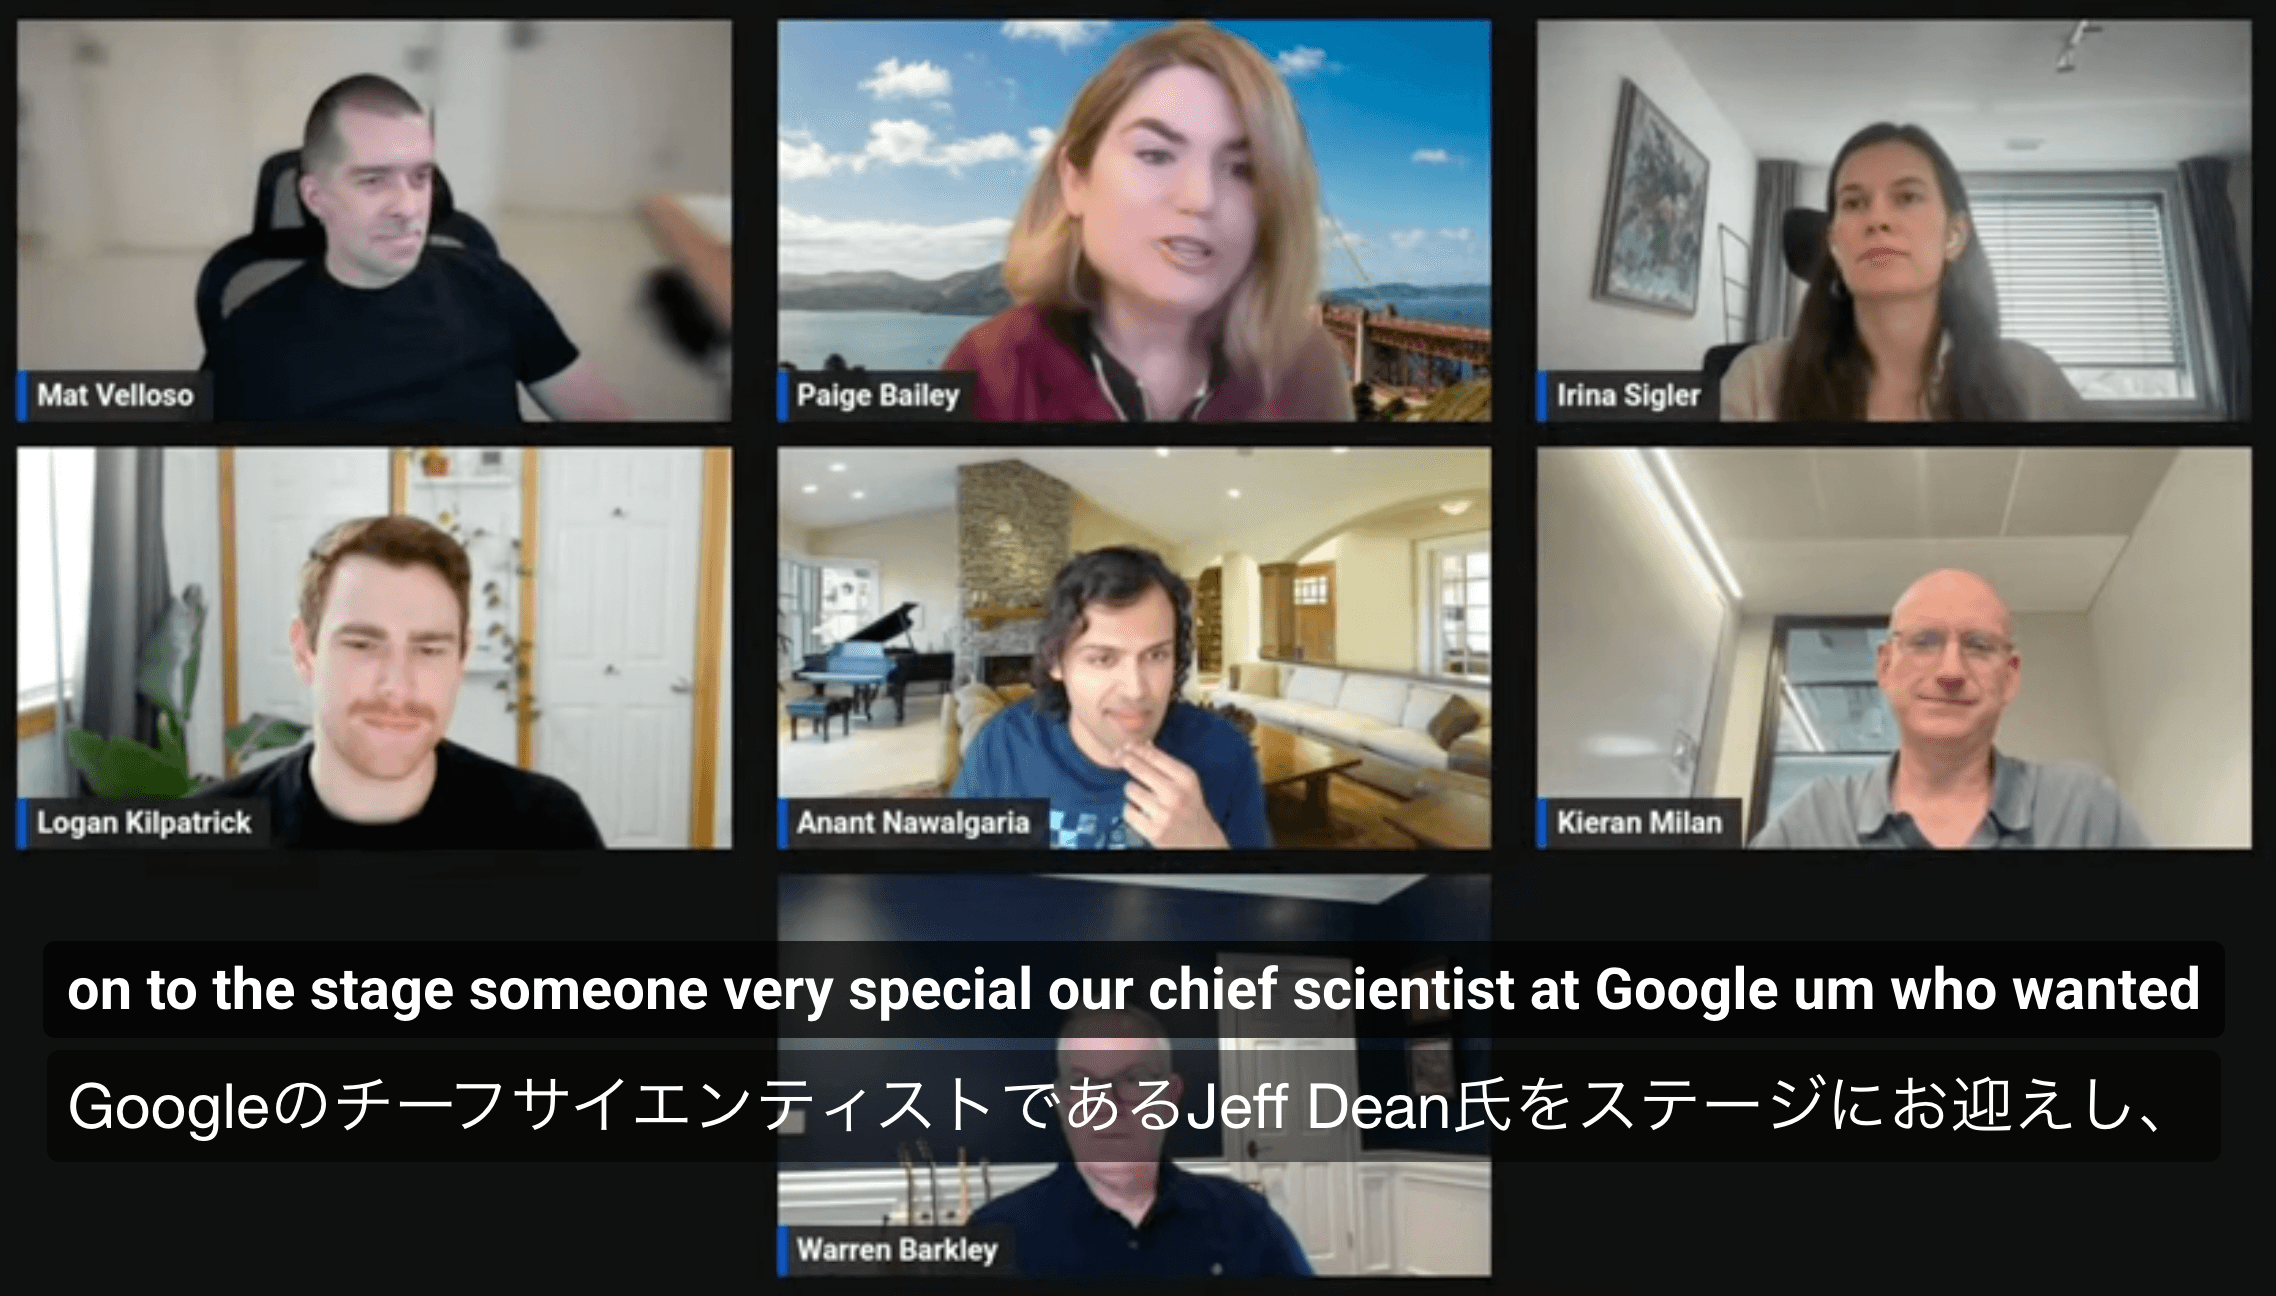 Mat Velloso
Paige Bailey
Irina Sigler
Logan Kilpatrick
Anant Nawalgaria
Kieran Milan
on to the stage someone very special our chief scientist at Google um who wanted
GoogleのチーフサイエンティストであるJeff Dean氏をステージにお迎えし、
Warren Barkley